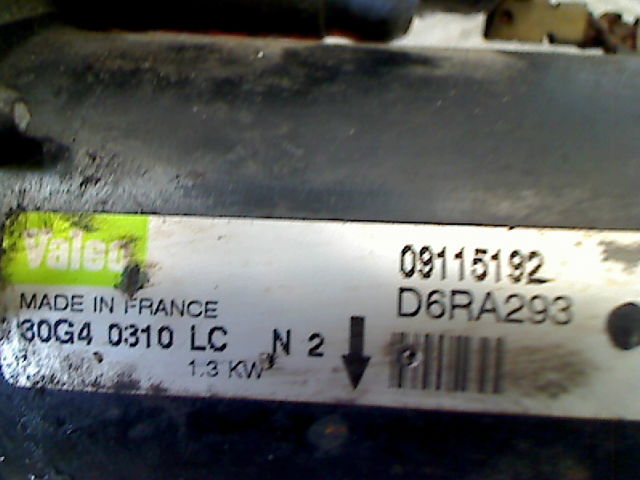 Valeo
09115192
MADE IN FRANCE
D6RA293
30G4 0310 LC N 2
1.3 KW